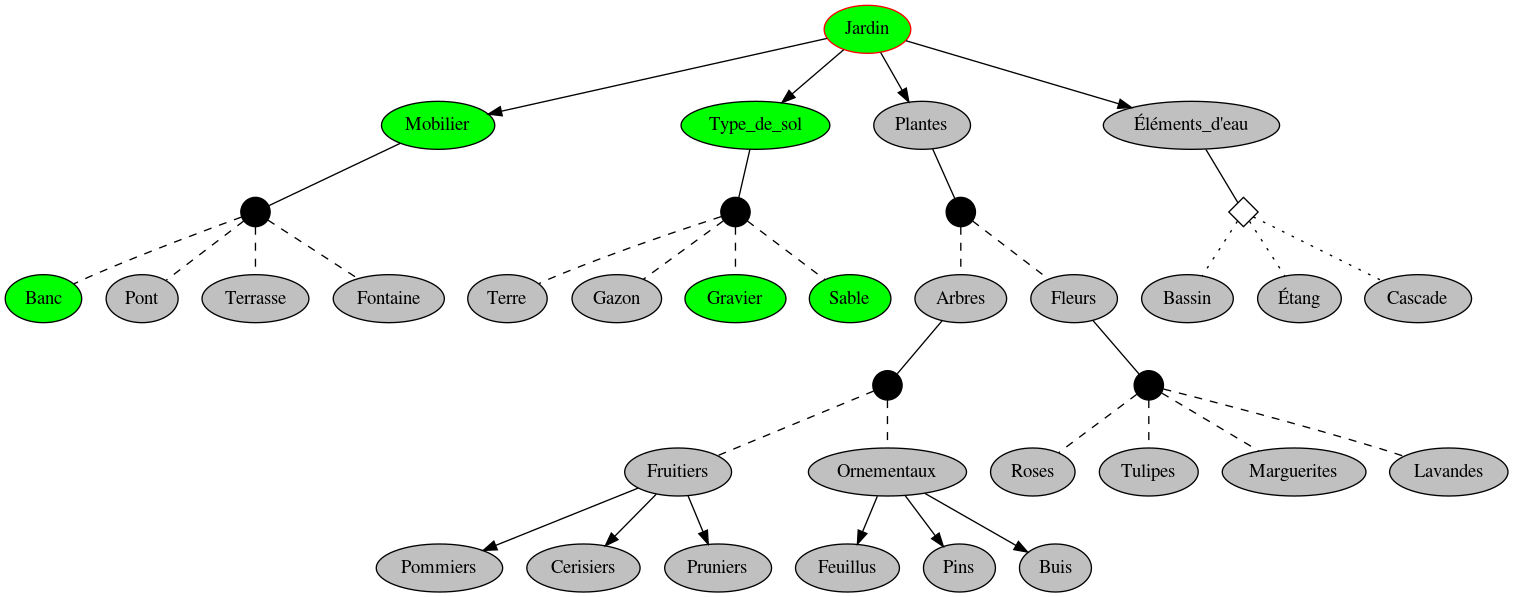 Jardin
Mobilier
Type_de_sol
Plantes
Éléments_d'eau
Banc
Pont
Terrasse
Fontaine
Terre
Gazon
Gravier
Sable
Arbres
Fleurs
Bassin
Étang
Cascade
Fruitiers
Ornementaux
Roses
Tulipes
Marguerites
Lavandes
Pommiers
Cerisiers
Pruniers
Feuillus
Pins
Buis